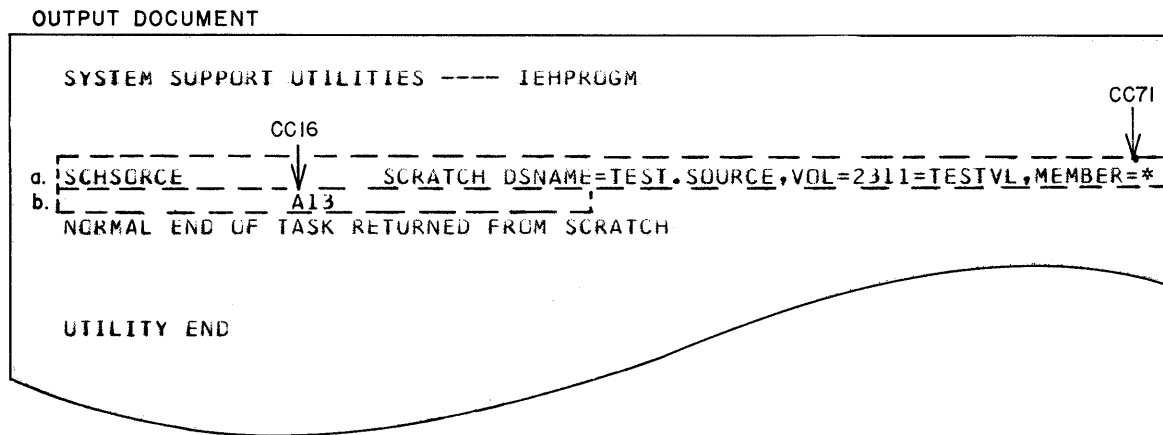 OUTPUT DOCUMENT
SYSTEM SUPPORT UTILITIES ---- IEHPROGM
CC71
CC16
a. SCHSORCE SCRATCH DSNAME=TEST.SOURCE,VOL=2311=TESTVL,MEMBER=*
b. A13
NORMAL END OF TASK RETURNED FROM SCRATCH
UTILITY END